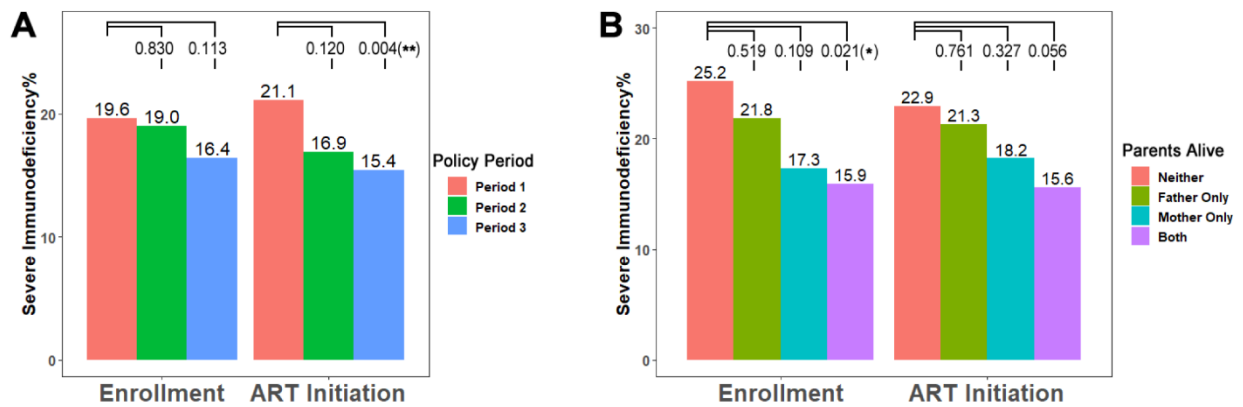 A
Severe Immunodeficiency%
0
10
20
0.830 0.113
19.6 19.0 16.4
0.120 0.004(**)
21.1 16.9 15.4
Enrollment ART Initiation
Policy Period
Period 1
Period 2
Period 3
B
Severe Immunodeficiency%
0
10
20
30
0.519 0.109 0.021(*)
25.2 21.8 17.3 15.9
0.761 0.327 0.056
22.9 21.3 18.2 15.6
Enrollment ART Initiation
Parents Alive
Neither
Father Only
Mother Only
Both